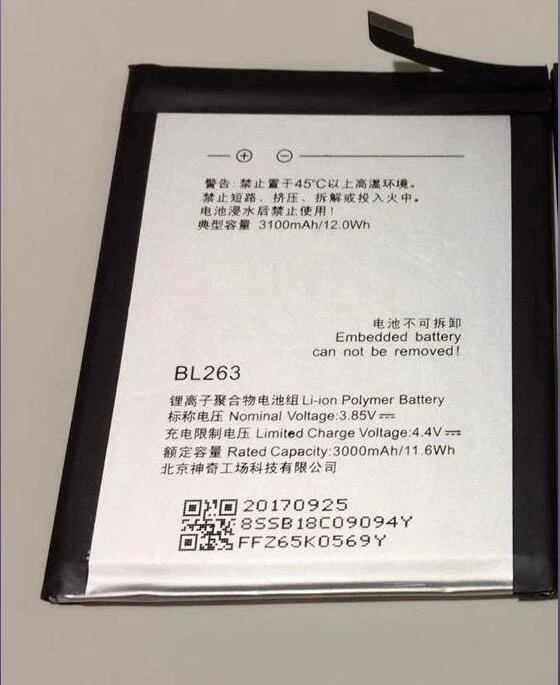 警告:禁止置于45℃以上高温环境。
禁止短路、挤压、拆解或投入火中。
电池浸水后禁止使用!
典型容量 3100mAh/12.0Wh
电池不可拆卸
Embedded battery
can not be removed!
BL263
锂离子聚合物电池组 Li-ion Polymer Battery
标称电压 Nominal Voltage:3.85V⎓
充电限制电压 Limited Charge Voltage:4.4V⎓
额定容量 Rated Capacity:3000mAh/11.6Wh
北京神奇工场科技有限公司
20170925
8SSB18C09094Y
FFZ65K0569Y